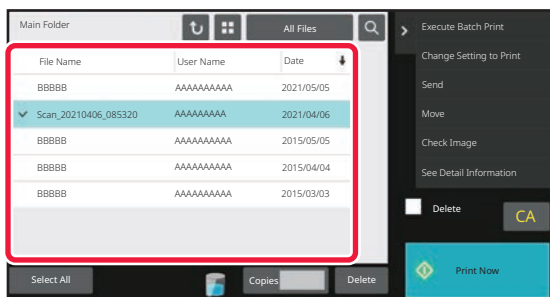 Main Folder
All Files
File Name User Name Date
BBBBB AAAAAAAAAA 2021/05/05
Scan_20210406_085320 AAAAAAAAA 2021/04/06
BBBBB AAAAAAAAAA 2015/05/05
BBBBB AAAAAAAAAA 2015/04/04
BBBBB AAAAAAAAAA 2015/03/03
Select All
Copies
Delete
Execute Batch Print
Change Setting to Print
Send
Move
Check Image
See Detail Information
Delete
CA
Print Now